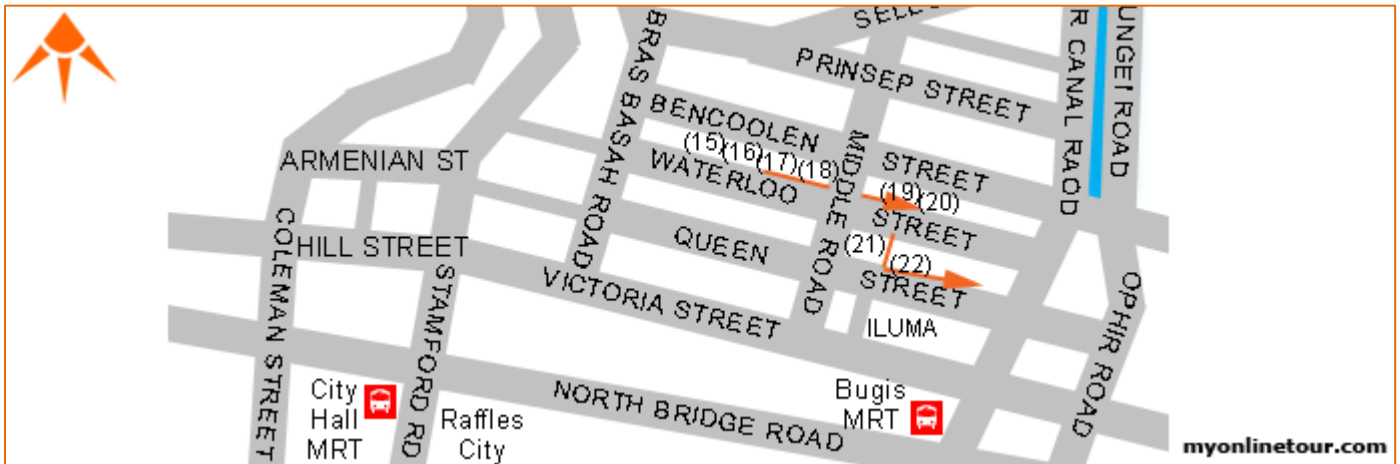 SELE
UNGEI ROAD
R CANAL RAOD
BRAS BASAH ROAD
PRINSEP STREET
BENCOOLEN STREET
(15)(16)(17)(18)
MIDDLE ROAD
ARMENIAN ST
WATERLOO STREET
(19)(20)
COLEMAN STREET
HILL STREET
QUEEN STREET
(21)
(22)
STAMFORD RD
VICTORIA STREET
OPHIR ROAD
ILUMA
City
Hall
MRT
Raffles
City
NORTH BRIDGE ROAD
Bugis
MRT
myonlinetour.com